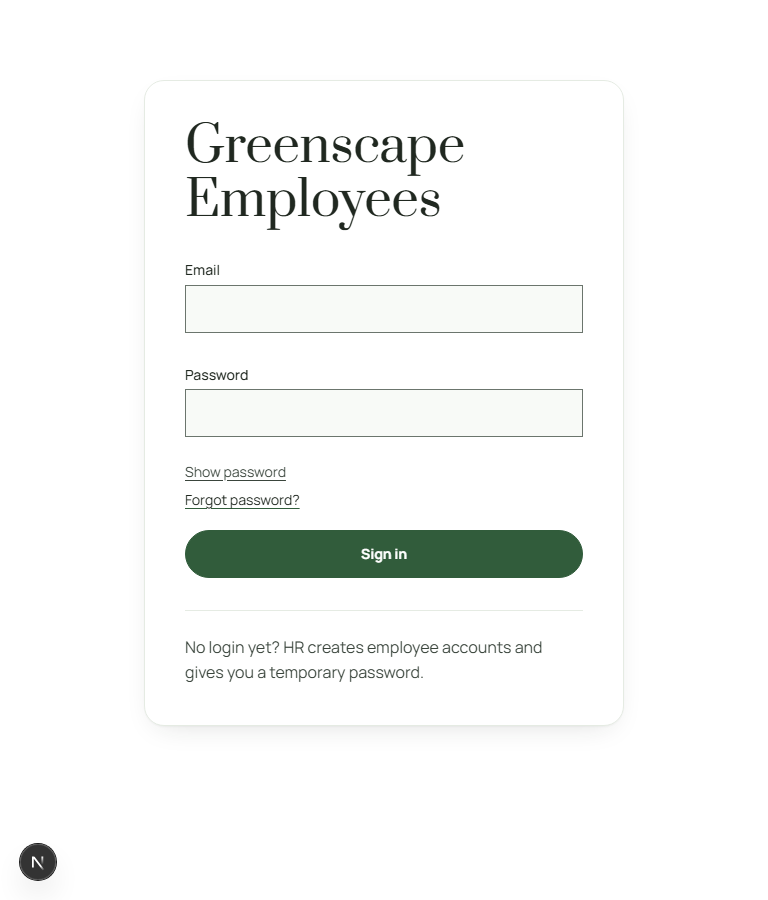 Greenscape
Employees
Email
Password
Show password
Forgot password?
Sign in
No login yet? HR creates employee accounts and
gives you a temporary password.
N